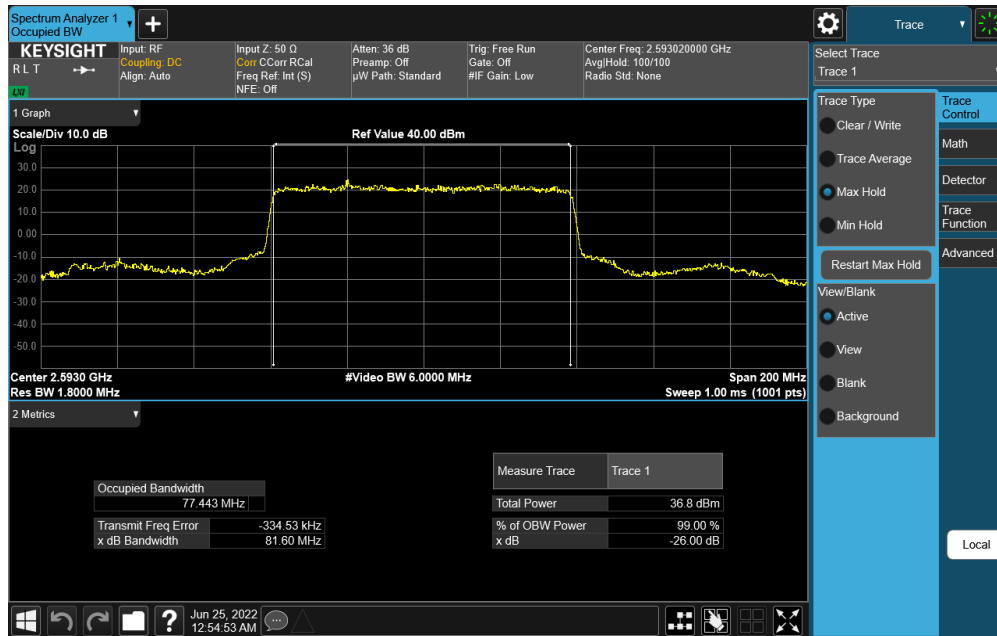 Spectrum Analyzer 1
Occupied BW
+
Trace
KEYSIGHT
R L T
LXI
Input: RF
Coupling: DC
Align: Auto
Input Z: 50 Ω
Corr CCorr RCal
Freq Ref: Int (S)
NFE: Off
Atten: 36 dB
Preamp: Off
µW Path: Standard
Trig: Free Run
Gate: Off
#IF Gain: Low
Center Freq: 2.593020000 GHz
Avg|Hold: 100/100
Radio Std: None
Select Trace
Trace 1
1 Graph
Scale/Div 10.0 dB
Ref Value 40.00 dBm
Log
30.0
20.0
10.0
0.00
-10.0
-20.0
-30.0
-40.0
-50.0
Center 2.5930 GHz
#Video BW 6.0000 MHz
Span 200 MHz
Res BW 1.8000 MHz
Sweep 1.00 ms (1001 pts)
Trace Type
Clear / Write
Trace Average
Max Hold
Min Hold
Restart Max Hold
View/Blank
Active
View
Blank
Background
Trace
Control
Math
Detector
Trace
Function
Advanced
2 Metrics
Occupied Bandwidth
77.443 MHz
Transmit Freq Error -334.53 kHz
x dB Bandwidth 81.60 MHz
Measure Trace Trace 1
Total Power 36.8 dBm
% of OBW Power 99.00 %
x dB -26.00 dB
Local
?
Jun 25, 2022
12:54:53 AM